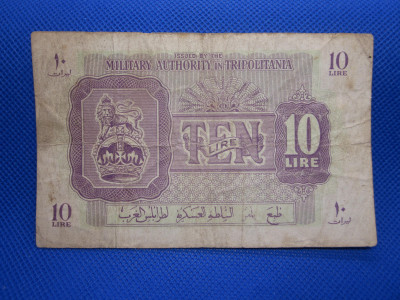 ISSUED BY THE
MILITARY AUTHORITY IN TRIPOLITANIA
١٠
ليرات
10
LIRE
TEN
LIRE
10
LIRE
10
LIRE
طبع بأمر السلطة العسكرية لطرابلس الغرب
١٠
ليرات